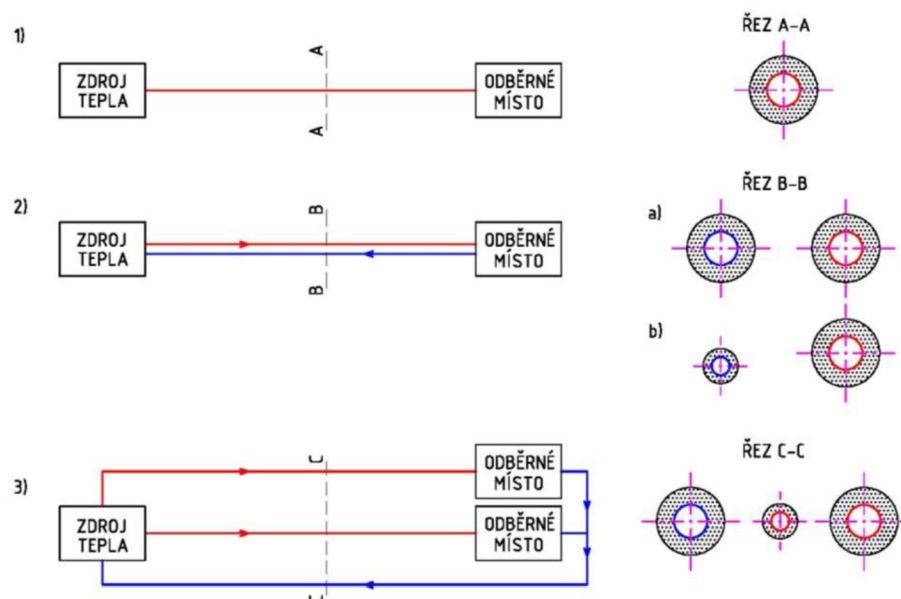 1)
ZDROJ
TEPLA
A
A
ODBĚRNÉ
MÍSTO
ŘEZ A-A
2)
ZDROJ
TEPLA
B
B
ODBĚRNÉ
MÍSTO
ŘEZ B-B
a)
b)
3)
ZDROJ
TEPLA
C
ODBĚRNÉ
MÍSTO
ODBĚRNÉ
MÍSTO
ŘEZ C-C